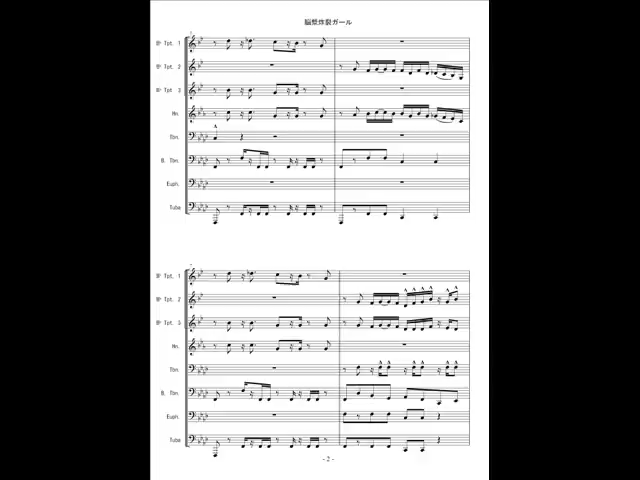 脳漿炸裂ガール
B♭ Tpt. 1
B♭ Tpt. 2
B♭ Tpt 3
Hn.
Tbn.
B. Tbn.
Euph.
Tuba
B♭ Tpt. 1
B♭ Tpt. 2
B♭ Tpt. 3
Hn.
Tbn
B. Tbn.
Euph.
Tuba
- 2 -